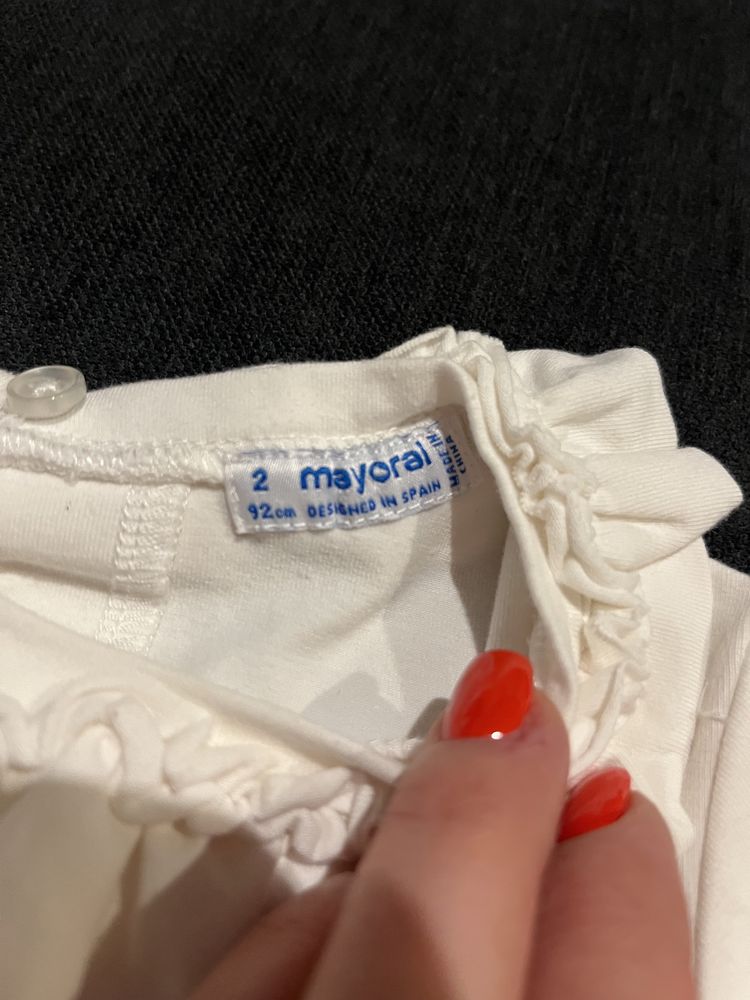 2 mayoral
92cm DESIGNED IN SPAIN
MADE IN
CHINA